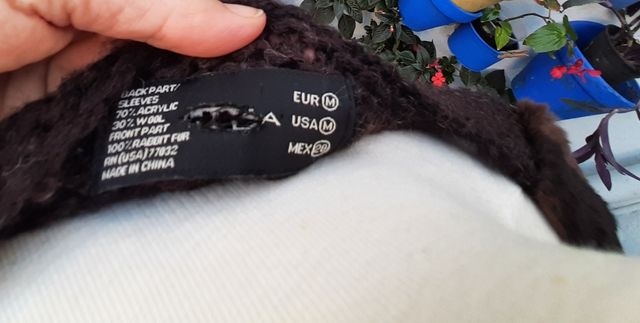 BACK PART/
SLEEVES
70% ACRYLIC
30% WOOL
FRONT PART
100% RABBIT FUR
RN (USA) 77032
MADE IN CHINA
A
EUR M
USA M
MEX 28